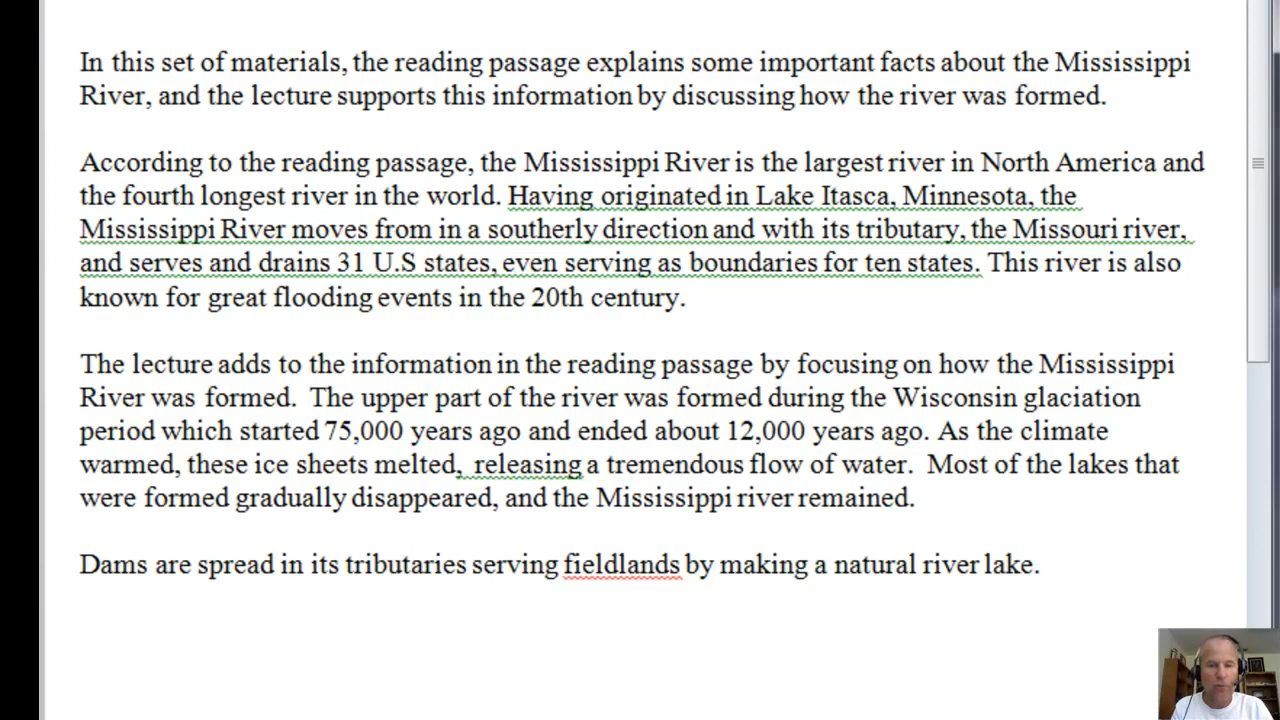 In this set of materials, the reading passage explains some important facts about the Mississippi
River, and the lecture supports this information by discussing how the river was formed.
According to the reading passage, the Mississippi River is the largest river in North America and
the fourth longest river in the world. Having originated in Lake Itasca, Minnesota, the
Mississippi River moves from in a southerly direction and with its tributary, the Missouri river,
and serves and drains 31 U.S states, even serving as boundaries for ten states. This river is also
known for great flooding events in the 20th century.
The lecture adds to the information in the reading passage by focusing on how the Mississippi
River was formed.  The upper part of the river was formed during the Wisconsin glaciation
period which started 75,000 years ago and ended about 12,000 years ago. As the climate
warmed, these ice sheets melted,  releasing a tremendous flow of water.  Most of the lakes that
were formed gradually disappeared, and the Mississippi river remained.
Dams are spread in its tributaries serving fieldlands by making a natural river lake.